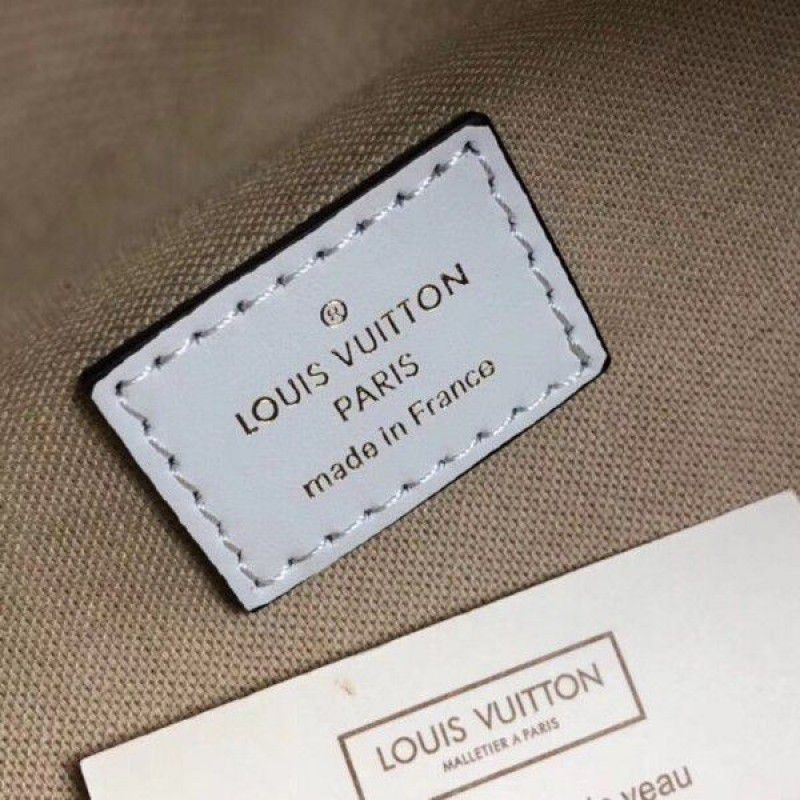 ®
LOUIS VUITTON
PARIS
made in France
LOUIS VUITTON
MALLETIER A PARIS
veau